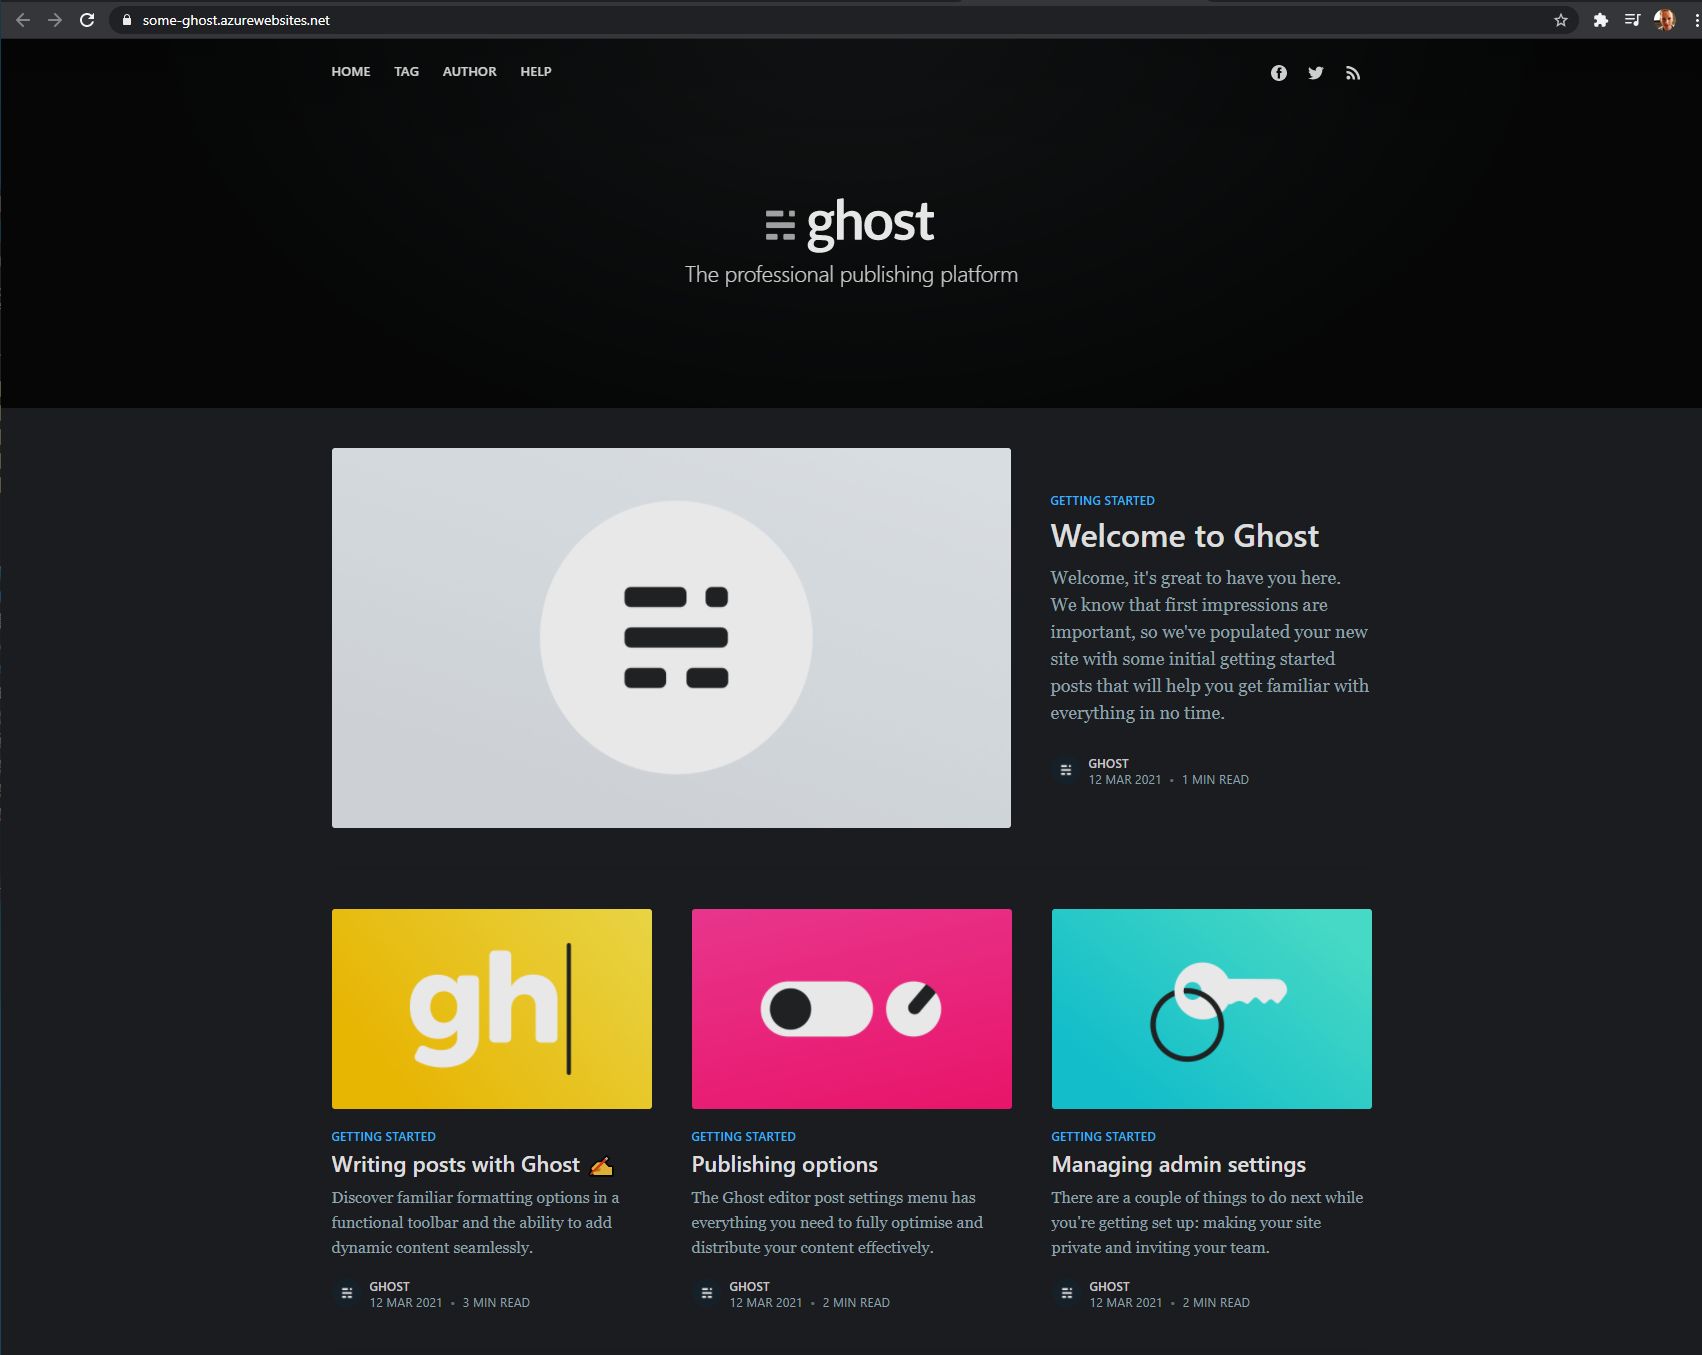 some-ghost.azurewebsites.net
HOME TAG AUTHOR HELP
ghost
The professional publishing platform
GETTING STARTED
Welcome to Ghost
Welcome, it's great to have you here.
We know that first impressions are
important, so we've populated your new
site with some initial getting started
posts that will help you get familiar with
everything in no time.
GHOST
12 MAR 2021 • 1 MIN READ
gh
GETTING STARTED
Writing posts with Ghost ✍️
Discover familiar formatting options in a
functional toolbar and the ability to add
dynamic content seamlessly.
GHOST
12 MAR 2021 • 3 MIN READ
GETTING STARTED
Publishing options
The Ghost editor post settings menu has
everything you need to fully optimise and
distribute your content effectively.
GHOST
12 MAR 2021 • 2 MIN READ
GETTING STARTED
Managing admin settings
There are a couple of things to do next while
you're getting set up: making your site
private and inviting your team.
GHOST
12 MAR 2021 • 2 MIN READ